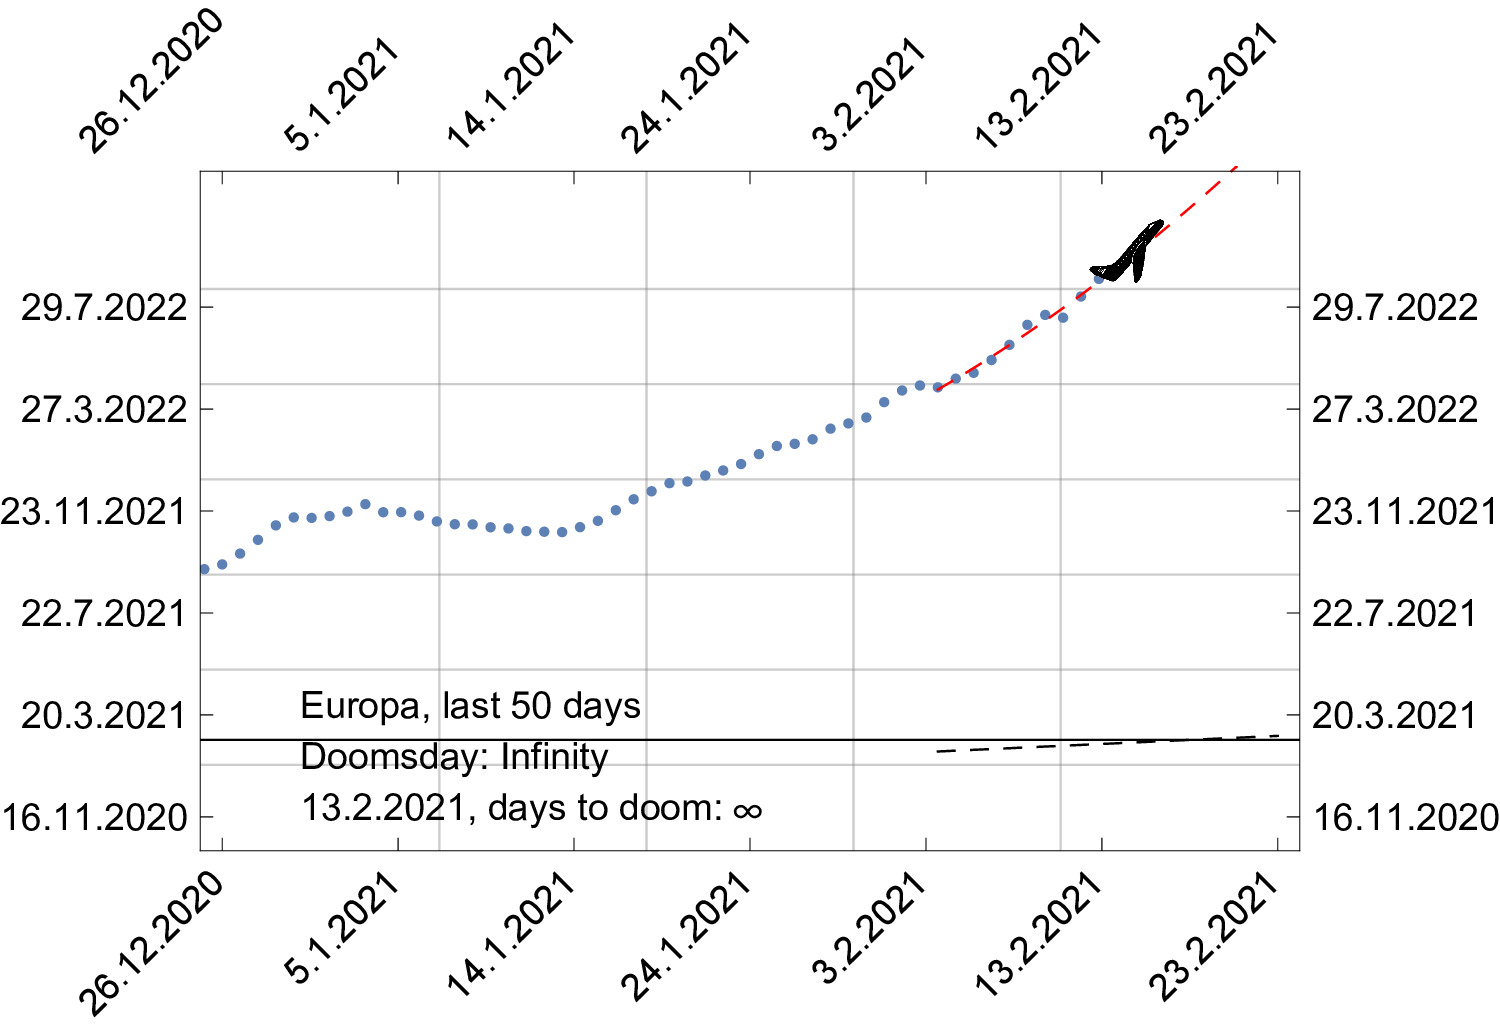 26.12.2020 5.1.2021 14.1.2021 24.1.2021 3.2.2021 13.2.2021 23.2.2021
29.7.2022 29.7.2022
27.3.2022 27.3.2022
23.11.2021 23.11.2021
22.7.2021 22.7.2021
20.3.2021 20.3.2021
Europa, last 50 days
Doomsday: Infinity
13.2.2021, days to doom: ∞
16.11.2020 16.11.2020
26.12.2020 5.1.2021 14.1.2021 24.1.2021 3.2.2021 13.2.2021 23.2.2021